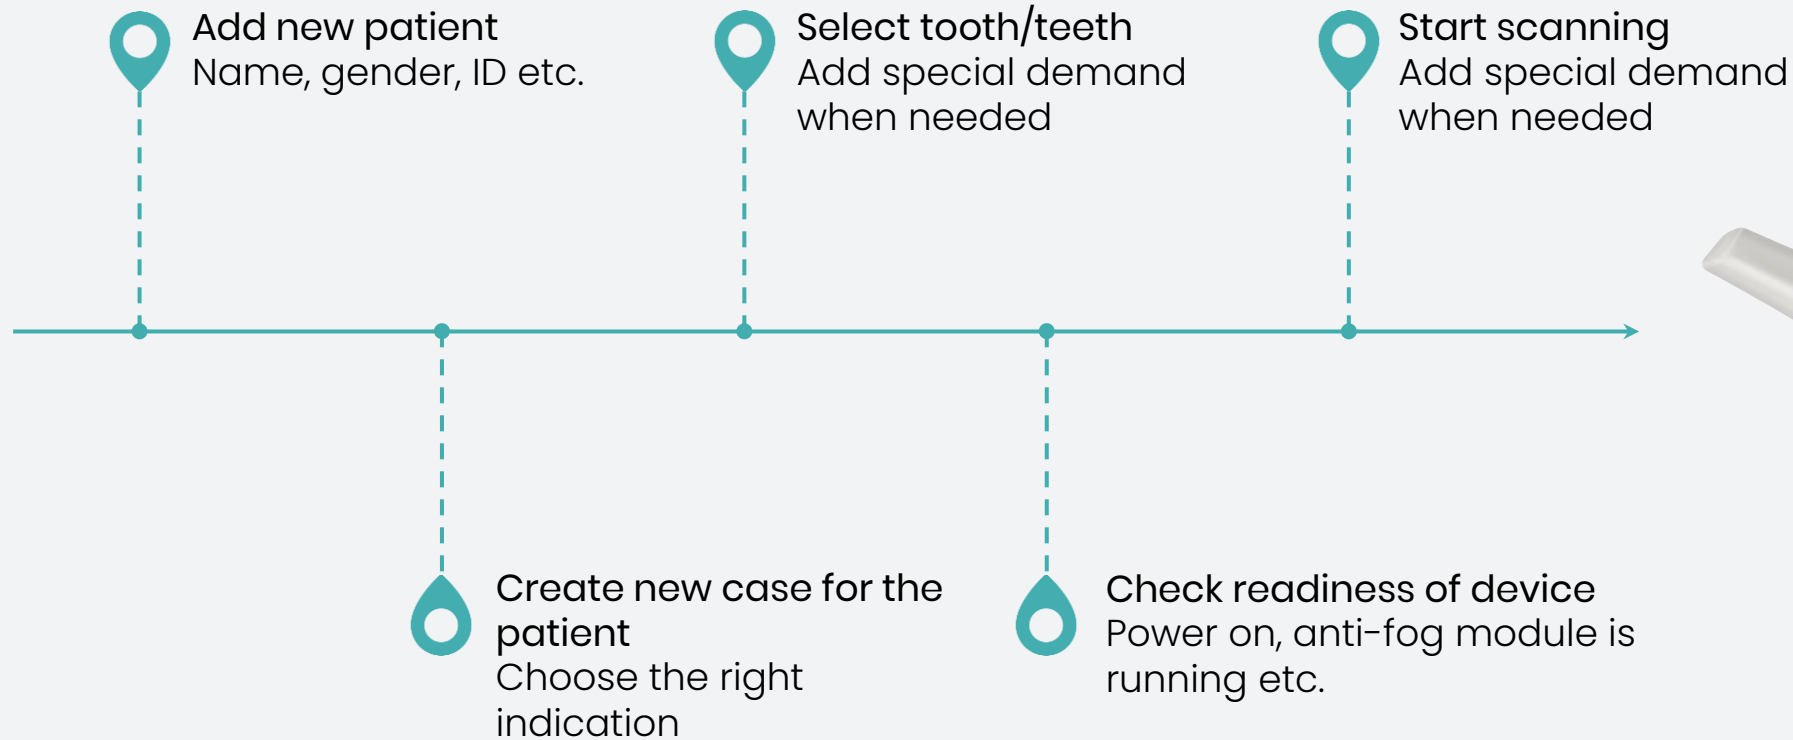 Add new patient
Name, gender, ID etc.
Select tooth/teeth
Add special demand
when needed
Start scanning
Add special demand
when needed
Create new case for the
patient
Choose the right
indication
Check readiness of device
Power on, anti-fog module is
running etc.